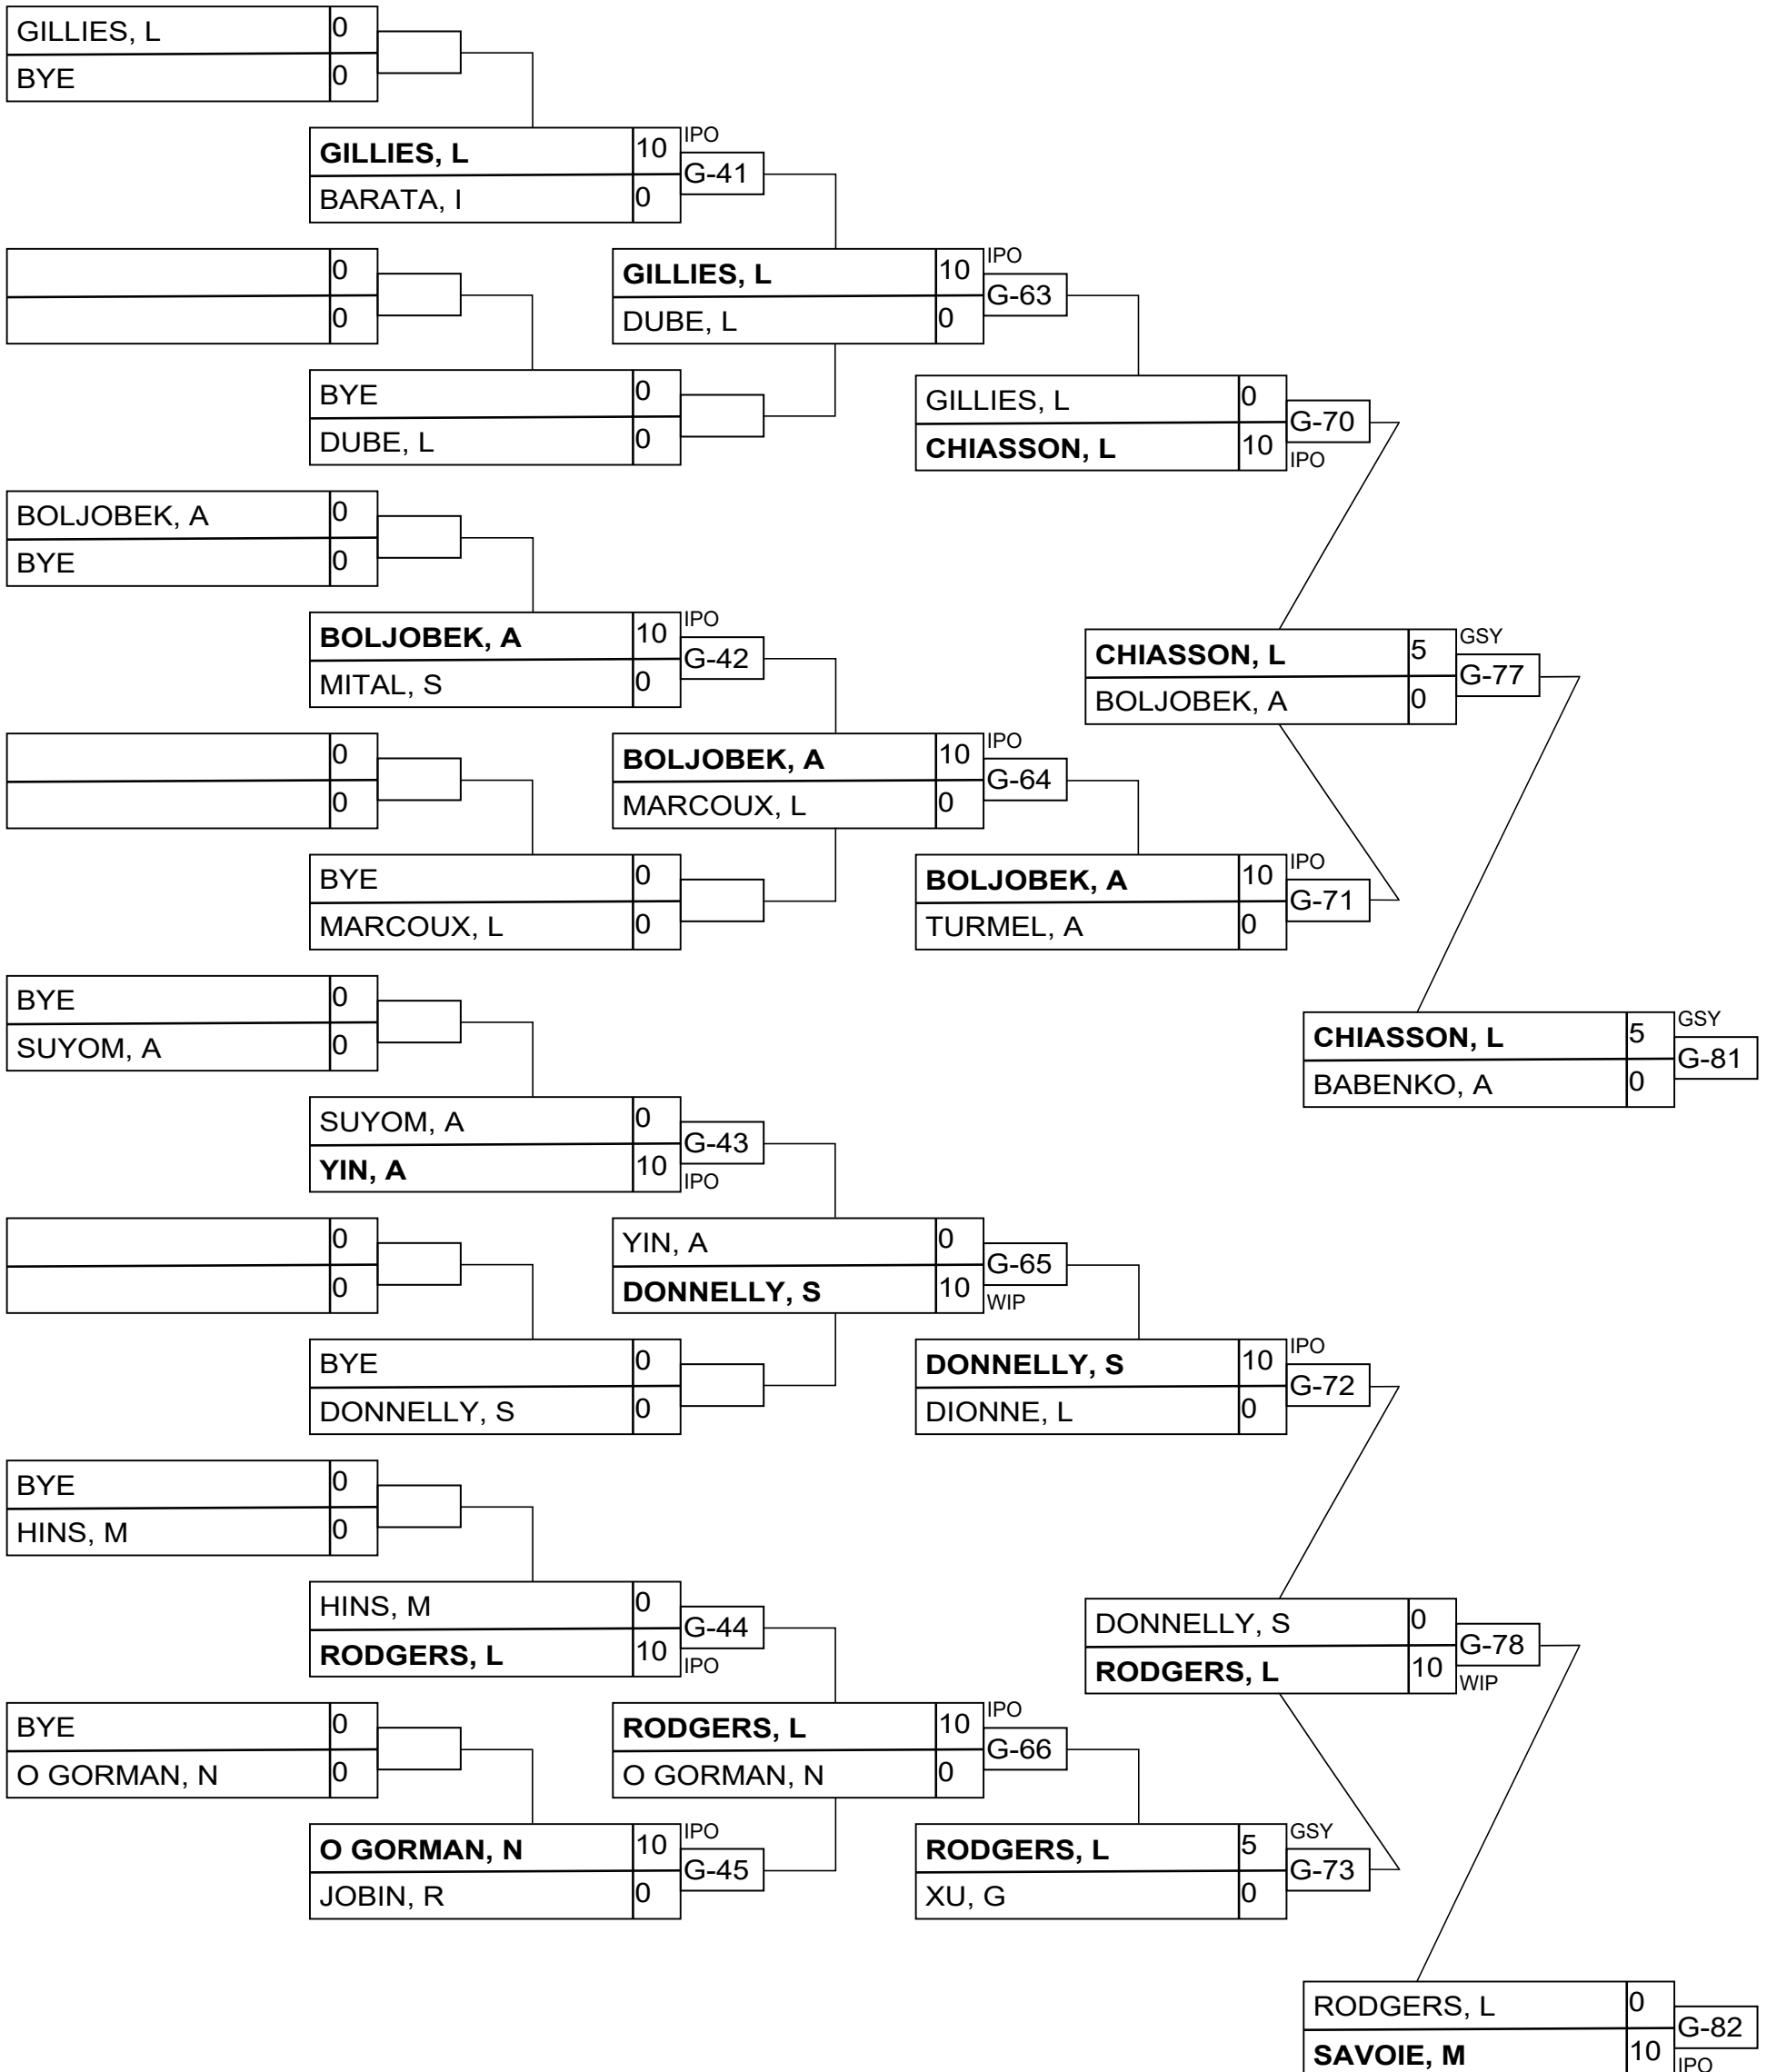 GILLIES, L 0
BYE 0
GILLIES, L 10 IPO
G-41
BARATA, I 0
0
0
GILLIES, L 10 IPO
G-63
DUBE, L 0
BYE 0
DUBE, L 0
GILLIES, L 0
G-70
CHIASSON, L 10 IPO
BOLJOBEK, A 0
BYE 0
BOLJOBEK, A 10 IPO
G-42
MITAL, S 0
CHIASSON, L 5 GSY
G-77
BOLJOBEK, A 0
0
0
BOLJOBEK, A 10 IPO
G-64
MARCOUX, L 0
BYE 0
MARCOUX, L 0
BOLJOBEK, A 10 IPO
G-71
TURMEL, A 0
BYE 0
SUYOM, A 0
CHIASSON, L 5 GSY
G-81
BABENKO, A 0
SUYOM, A 0
G-43
YIN, A 10 IPO
0
0
YIN, A 0
G-65
DONNELLY, S 10 WIP
BYE 0
DONNELLY, S 0
DONNELLY, S 10 IPO
G-72
DIONNE, L 0
BYE 0
HINS, M 0
HINS, M 0
G-44
RODGERS, L 10 IPO
DONNELLY, S 0
G-78
RODGERS, L 10 WIP
BYE 0
O GORMAN, N 0
RODGERS, L 10 IPO
G-66
O GORMAN, N 0
O GORMAN, N 10 IPO
G-45
JOBIN, R 0
RODGERS, L 5 GSY
G-73
XU, G 0
RODGERS, L 0
G-82
SAVOIE, M 10 IPO